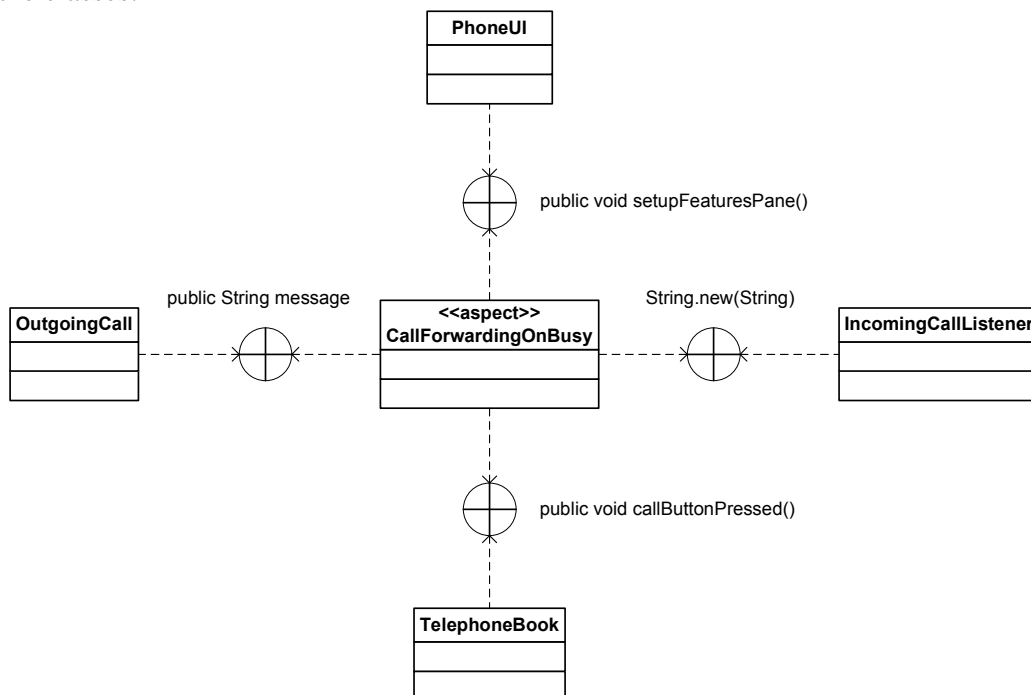 PhoneUI
public void setupFeaturesPane()
public String message
<<aspect>>
CallForwardingOnBusy
String.new(String)
OutgoingCall
IncomingCallListener
public void callButtonPressed()
TelephoneBook